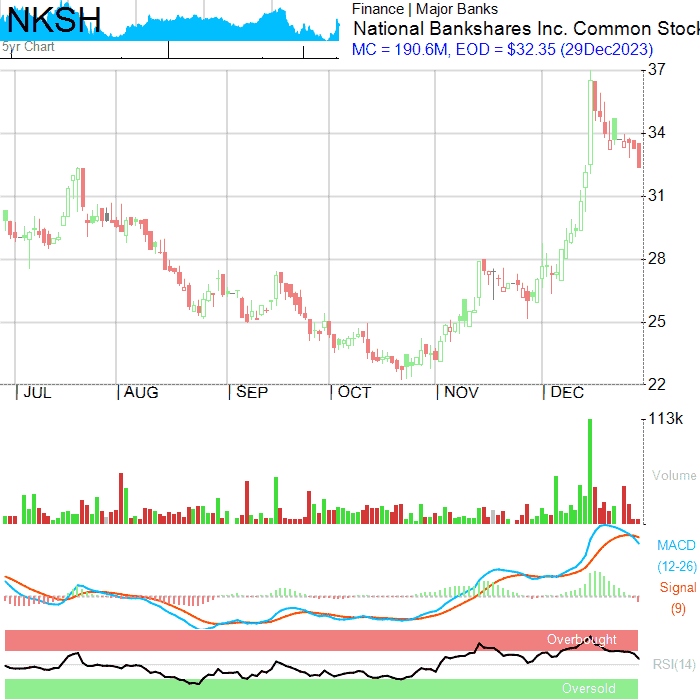 NKSH
5yr Chart
Finance | Major Banks
National Bankshares Inc. Common Stoc
MC = 190.6M, EOD = $32.35 (29Dec2023)
37
34
31
28
25
22
JUL AUG SEP OCT NOV DEC
113k
Volume
MACD
(12-26)
Signal
(9)
Overbought
RSI(14)
Oversold